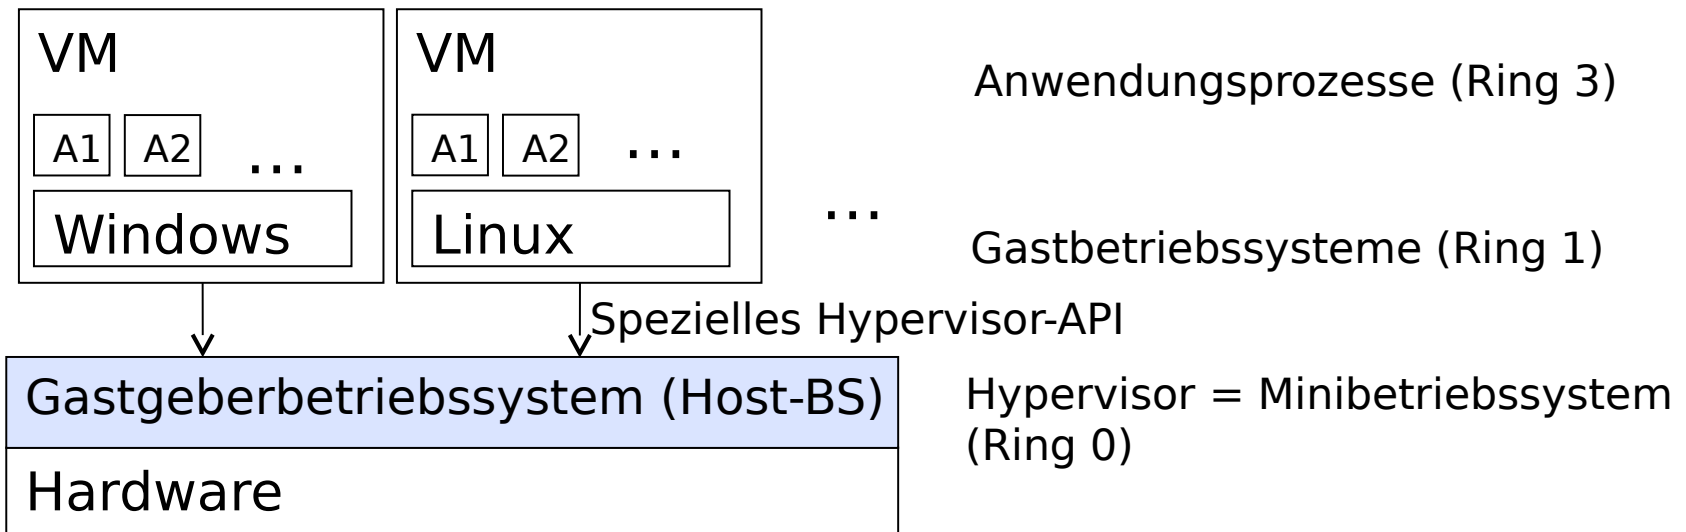 VM
A1 A2 ...
Windows
VM
A1 A2 ...
Linux
...
Anwendungsprozesse (Ring 3)
Gastbetriebssysteme (Ring 1)
Spezielles Hypervisor-API
Gastgeberbetriebssystem (Host-BS)
Hypervisor = Minibetriebssystem
(Ring 0)
Hardware